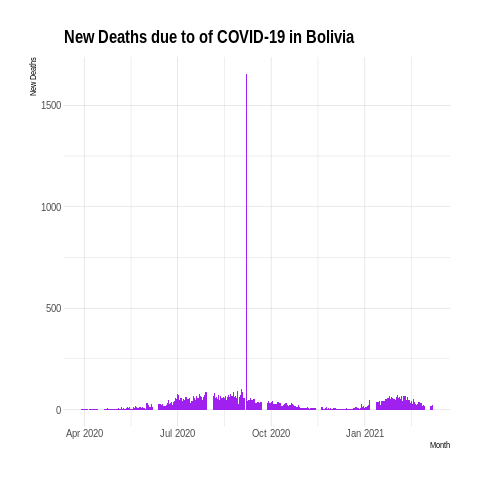 New Deaths due to of COVID-19 in Bolivia
New Deaths
1500
1000
500
0
Apr 2020
Jul 2020
Oct 2020
Jan 2021
Month